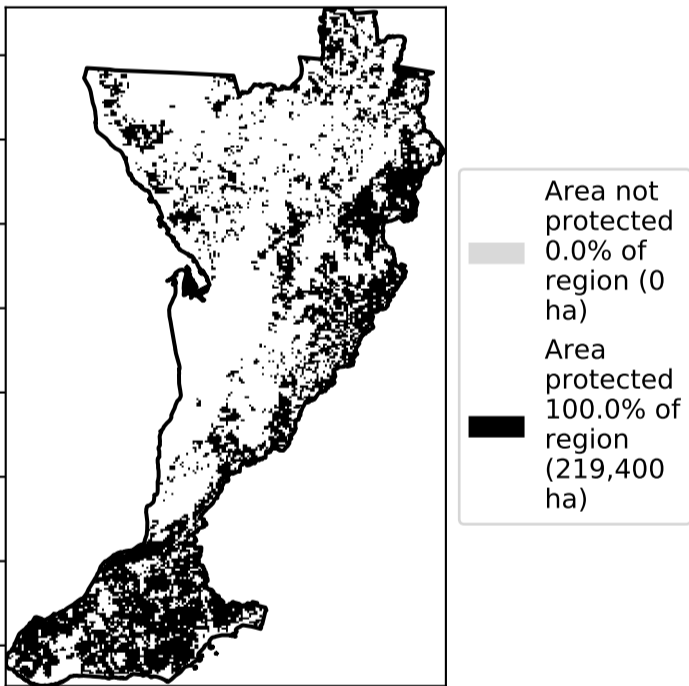 Area not
protected
0.0% of
region (0
ha)
Area
protected
100.0% of
region
(219,400
ha)